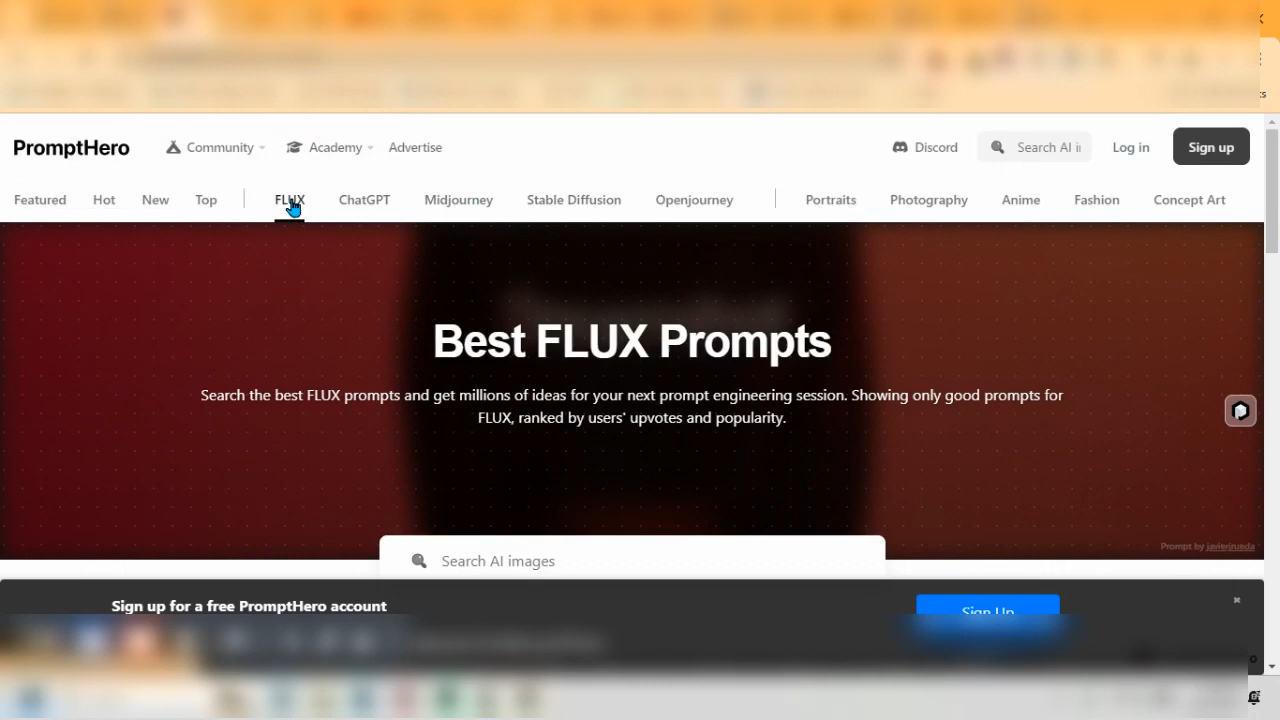 PromptHero Community Academy Advertise Discord Search AI i Log in Sign up
Featured Hot New Top FLUX ChatGPT Midjourney Stable Diffusion Openjourney Portraits Photography Anime Fashion Concept Art
Best FLUX Prompts
Search the best FLUX prompts and get millions of ideas for your next prompt engineering session. Showing only good prompts for
FLUX, ranked by users' upvotes and popularity.
Prompt by javierjrueda
Search AI images
Sign up for a free PromptHero account
Sign Up